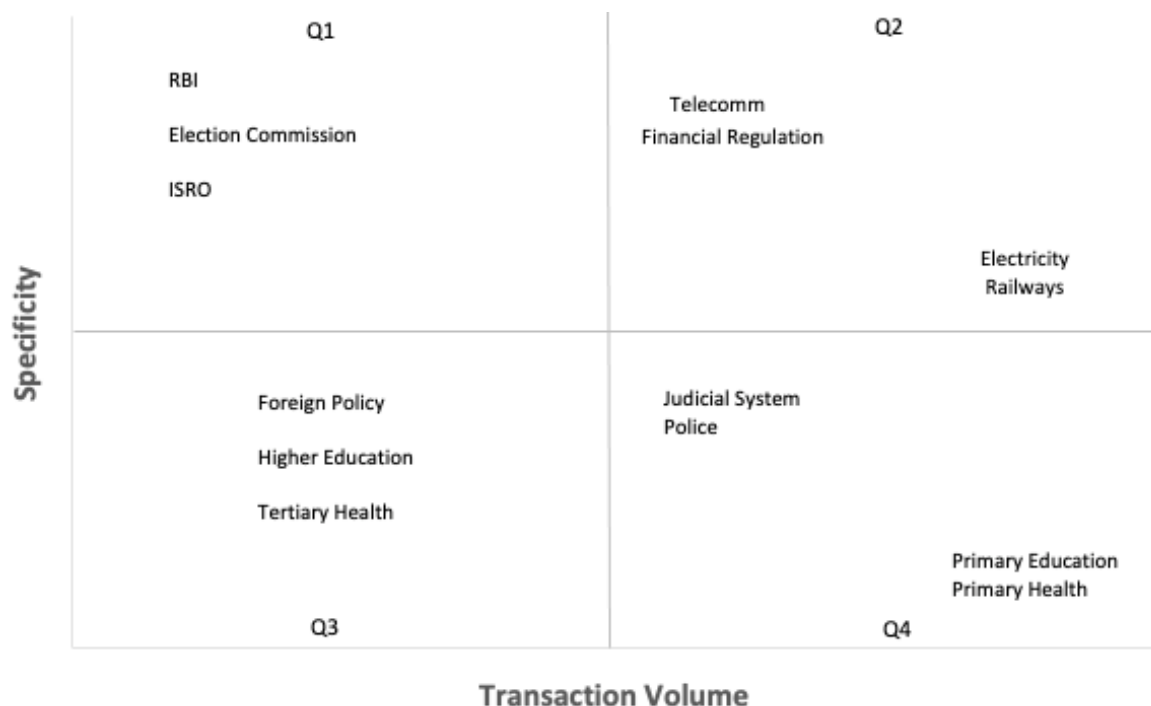 Q1
Q2
RBI
Election Commission
ISRO
Telecomm
Financial Regulation
Electricity
Railways
Specificity
Foreign Policy
Higher Education
Tertiary Health
Judicial System
Police
Primary Education
Primary Health
Q3
Q4
Transaction Volume